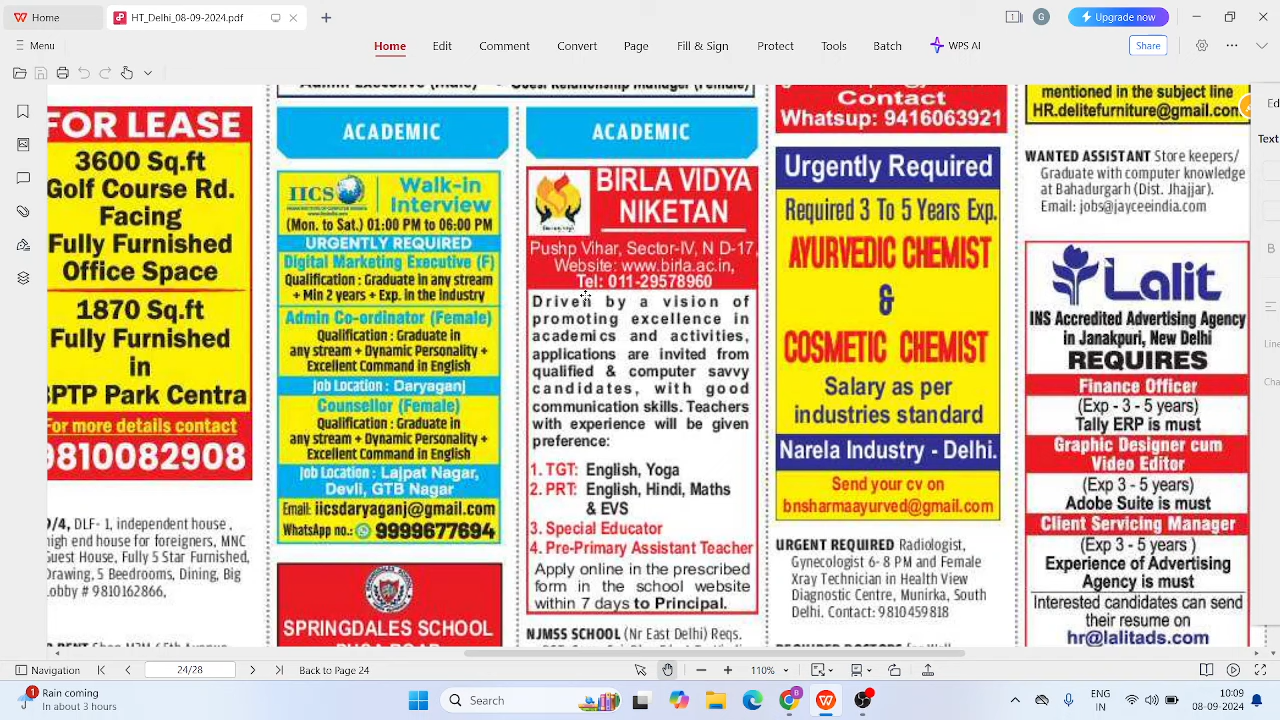 Home
HT_Delhi_08-09-2024.pdf
G
Upgrade now
Menu
Home
Edit
Comment
Convert
Page
Fill & Sign
Protect
Tools
Batch
WPS AI
Share
FOR LEASE
3600 Sq.ft
Golf Course Rd.
Facing
Fully Furnished
Office Space
1870 Sq.ft
Fully Furnished
in
PTP Park Centra
For more details contact
9810082908
9/4, DLF- 1, independent house ,
high end house for foreigners, MNC
Guest House, Fully 5 Star Furnished,
Drawing, 5 Beedrooms, Dining, Big
Lobby # 9810162866,
Admin Executive (Male) - Guest Relationship Manager (Female)
ACADEMIC
IICS
Walk-in
Interview
(Mon. to Sat.) 01:00 PM to 06:00 PM
URGENTLY REQUIRED
Digital Marketing Executive (F)
Qualification : Graduate in any stream
+ Min 2 years + Exp. in the Industry
Admin Co-ordinator (Female)
Qualification : Graduate in
any stream + Dynamic Personality +
Excellent Command in English
Job Location : Daryaganj
Counsellor (Female)
Qualification : Graduate in
any stream + Dynamic Personality +
Excellent Command in English
Job Location : Lajpat Nagar,
Devli, GTB Nagar
Email: iicsdaryaganj@gmail.com
WhatsApp no.: 9999677694
SPRINGDALES SCHOOL
PUSA ROAD
ACADEMIC
BIRLA VIDYA
NIKETAN
Pushp Vihar, Sector-IV, N D-17,
Website: www.birla.ac.in,
Tel: 011-29578960
Driven by a vision of
promoting excellence in
academics and activities,
applications are invited from
qualified & computer savvy
candidates, with good
communication skills. Teachers
with experience will be given
preference:
1. TGT: English, Yoga
2. PRT: English, Hindi, Maths
& EVS
3. Special Educator
4. Pre-Primary Assistant Teacher
Apply online in the prescribed
form in the school website
within 7 days to Principal.
NJMSS SCHOOL (Nr East Delhi) Reqs.
Contact
Whatsup: 9416063921
Urgently Required
Required 3 To 5 Years Exp.
AYURVEDIC CHEMIST
&
COSMETIC CHEMIST
Salary as per
industries standard
Narela Industry - Delhi.
Send your cv on
bnsharmaayurved@gmail.com
URGENT REQUIRED Radiologist,
Gynecologist 6- 8 PM and Female
Xray Technician in Health View
Diagnostic Centre, Munirka, South
Delhi. Contact: 9810459818
mentioned in the subject line
HR.delitefurniture@gmail.com
WANTED ASSISTANT Store keepers/
Graduate with computer knowledge
at Bahadurgarh (Dist. Jhajjar).
Email: jobs@jayceeindia.com
Lalit
INS Accredited Advertising Agency
in Janakpuri, New Delhi
REQUIRES
Finance Officer
(Exp - 3 - 5 years)
Tally ERP is must
Graphic Designer cum
Video Editor
(Exp 3 - 5 years)
Adobe Suite is must
Client Servicing Manager
(Exp 3 - 5 years )
Experience of Advertising
Agency is must
Interested candidates can send
their resume on
hr@lalitads.com
Text
Navigation
24/28
Back to Page 24
110%
1
Rain coming
In about 3 hours
Search
ENG
IN
10:09
08-09-2024